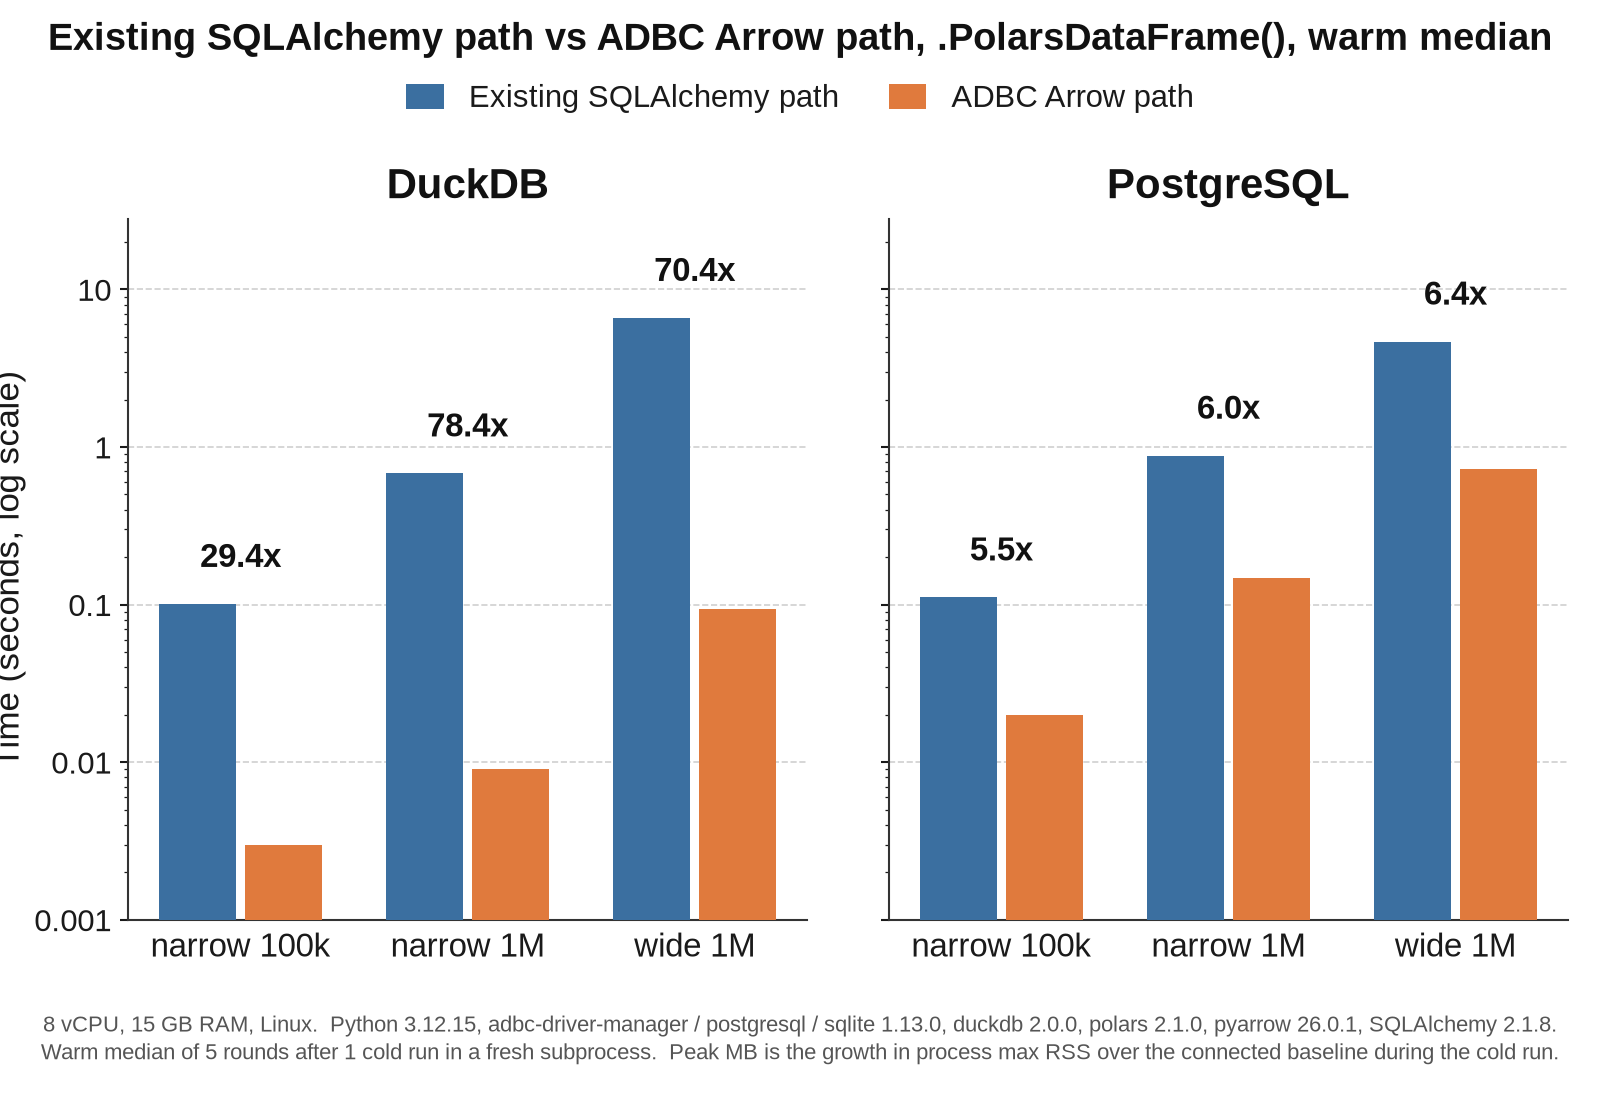 Existing SQLAlchemy path vs ADBC Arrow path, .PolarsDataFrame(), warm median
Existing SQLAlchemy path
ADBC Arrow path
DuckDB
PostgreSQL
Time (seconds, log scale)
10
1
0.1
0.01
0.001
29.4x
78.4x
70.4x
5.5x
6.0x
6.4x
narrow 100k
narrow 1M
wide 1M
narrow 100k
narrow 1M
wide 1M
8 vCPU, 15 GB RAM, Linux.  Python 3.12.15, adbc-driver-manager / postgresql / sqlite 1.13.0, duckdb 2.0.0, polars 2.1.0, pyarrow 26.0.1, SQLAlchemy 2.1.8.
Warm median of 5 rounds after 1 cold run in a fresh subprocess.  Peak MB is the growth in process max RSS over the connected baseline during the cold run.